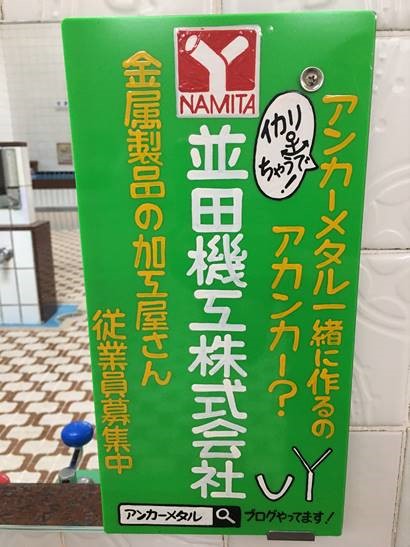 NAMITA
アンカーメタル一緒に作るの
アカンカー?
イカリ
ちゃうで!!
並田機工株式会社
金属製品の加工屋さん
従業員募集中
アンカーメタル
ブログやってます!